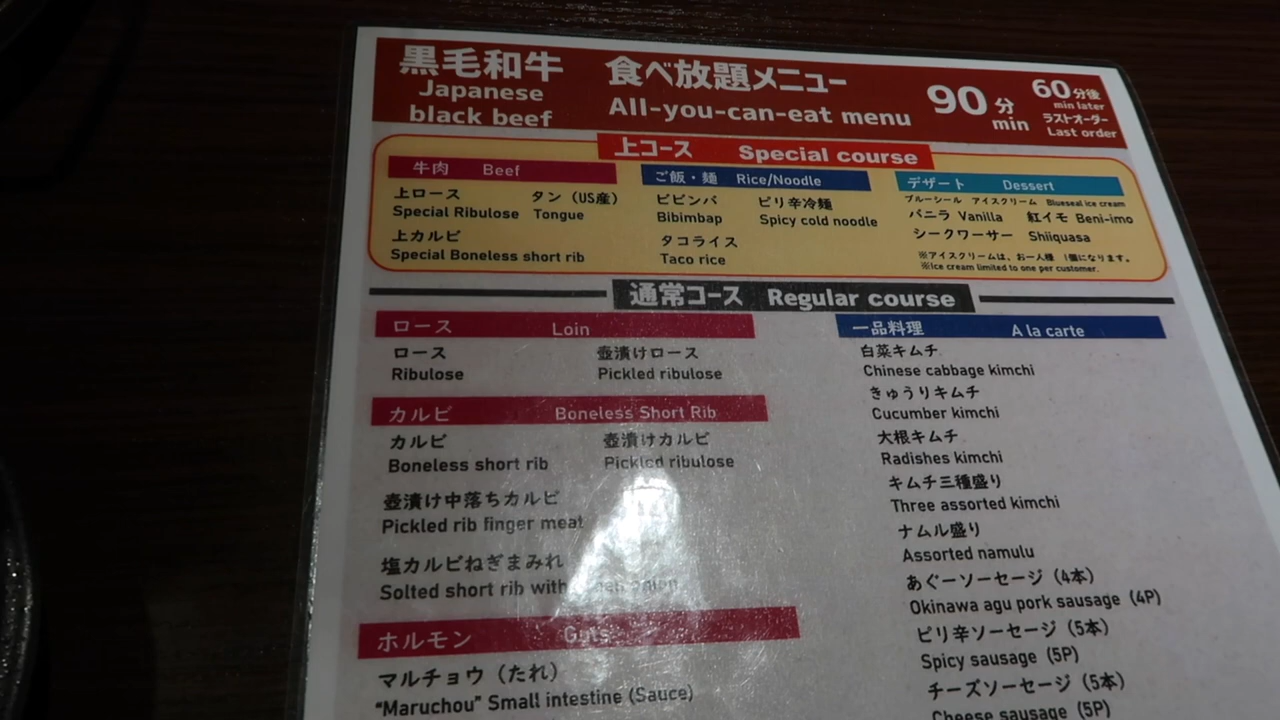 黒毛和牛 食べ放題メニュー
Japanese black beef All-you-can-eat menu
90分 min
60分後 min later
ラストオーダー Last order
上コース Special course
牛肉 Beef
上ロース タン（US産）
Special Ribulose Tongue
上カルビ
Special Boneless short rib
ご飯・麺 Rice/Noodle
ビビンバ ピリ辛冷麺
Bibimbap Spicy cold noodle
タコライス
Taco rice
デザート Dessert
ブルーシール アイスクリーム Blueseal ice cream
バニラ Vanilla 紅イモ Beni-imo
シークワーサー Shiiquasa
※アイスクリームは、お一人様 1個になります。
※Ice cream limited to one per customer.
通常コース Regular course
ロース Loin
ロース 壺漬けロース
Ribulose Pickled ribulose
カルビ Boneless Short Rib
カルビ 壺漬けカルビ
Boneless short rib Pickled ribulose
壺漬け中落ちカルビ
Pickled rib finger meat
塩カルビねぎまみれ
Solted short rib with onion
ホルモン Guts
マルチョウ（たれ）
“Maruchou” Small intestine (Sauce)
一品料理 A la carte
白菜キムチ
Chinese cabbage kimchi
きゅうりキムチ
Cucumber kimchi
大根キムチ
Radishes kimchi
キムチ三種盛り
Three assorted kimchi
ナムル盛り
Assorted namulu
あぐーソーセージ（4本）
Okinawa agu pork sausage (4P)
ピリ辛ソーセージ（5本）
Spicy sausage (5P)
チーズソーセージ（5本）
Cheese sausage (5P)